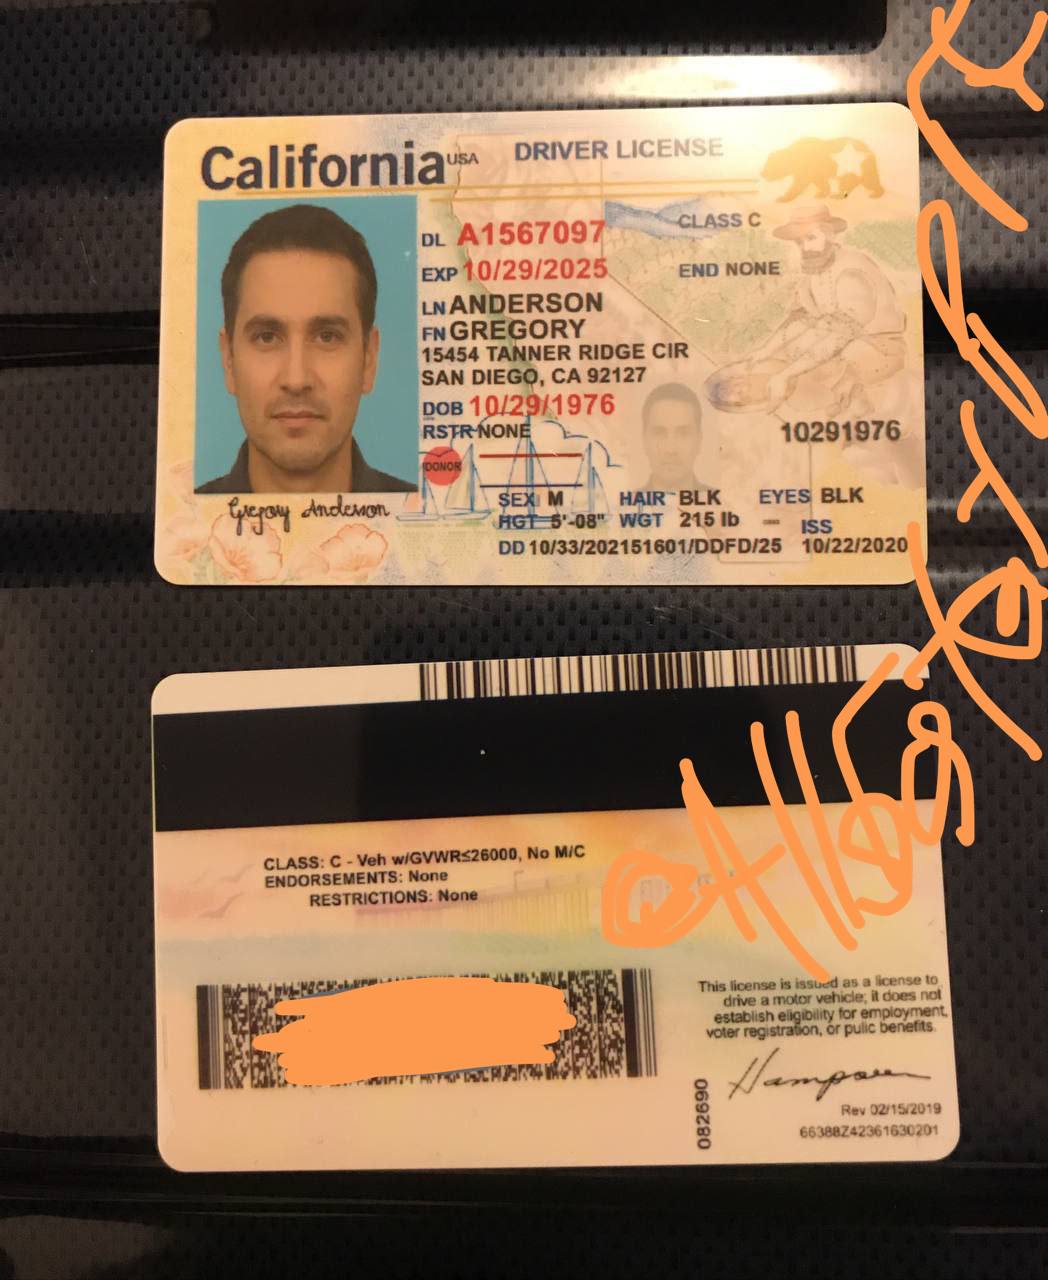 California USA DRIVER LICENSE
DL A1567097 CLASS C
EXP 10/29/2025 END NONE
LN ANDERSON
FN GREGORY
15454 TANNER RIDGE CIR
SAN DIEGO, CA 92127
DOB 10/29/1976
RSTR NONE 10291976
DONOR
Gregory Anderson
SEX M HAIR BLK EYES BLK
HGT 5'-08" WGT 215 lb ISS
DD 10/33/202151601/DDFD/25 10/22/2020
CLASS: C - Veh w/GVWR≤26000, No M/C
ENDORSEMENTS: None
RESTRICTIONS: None
This license is issued as a license to
drive a motor vehicle; it does not
establish eligibility for employment,
voter registration, or pulic benefits.
Rev 02/15/2019
66388Z42361630201
082690